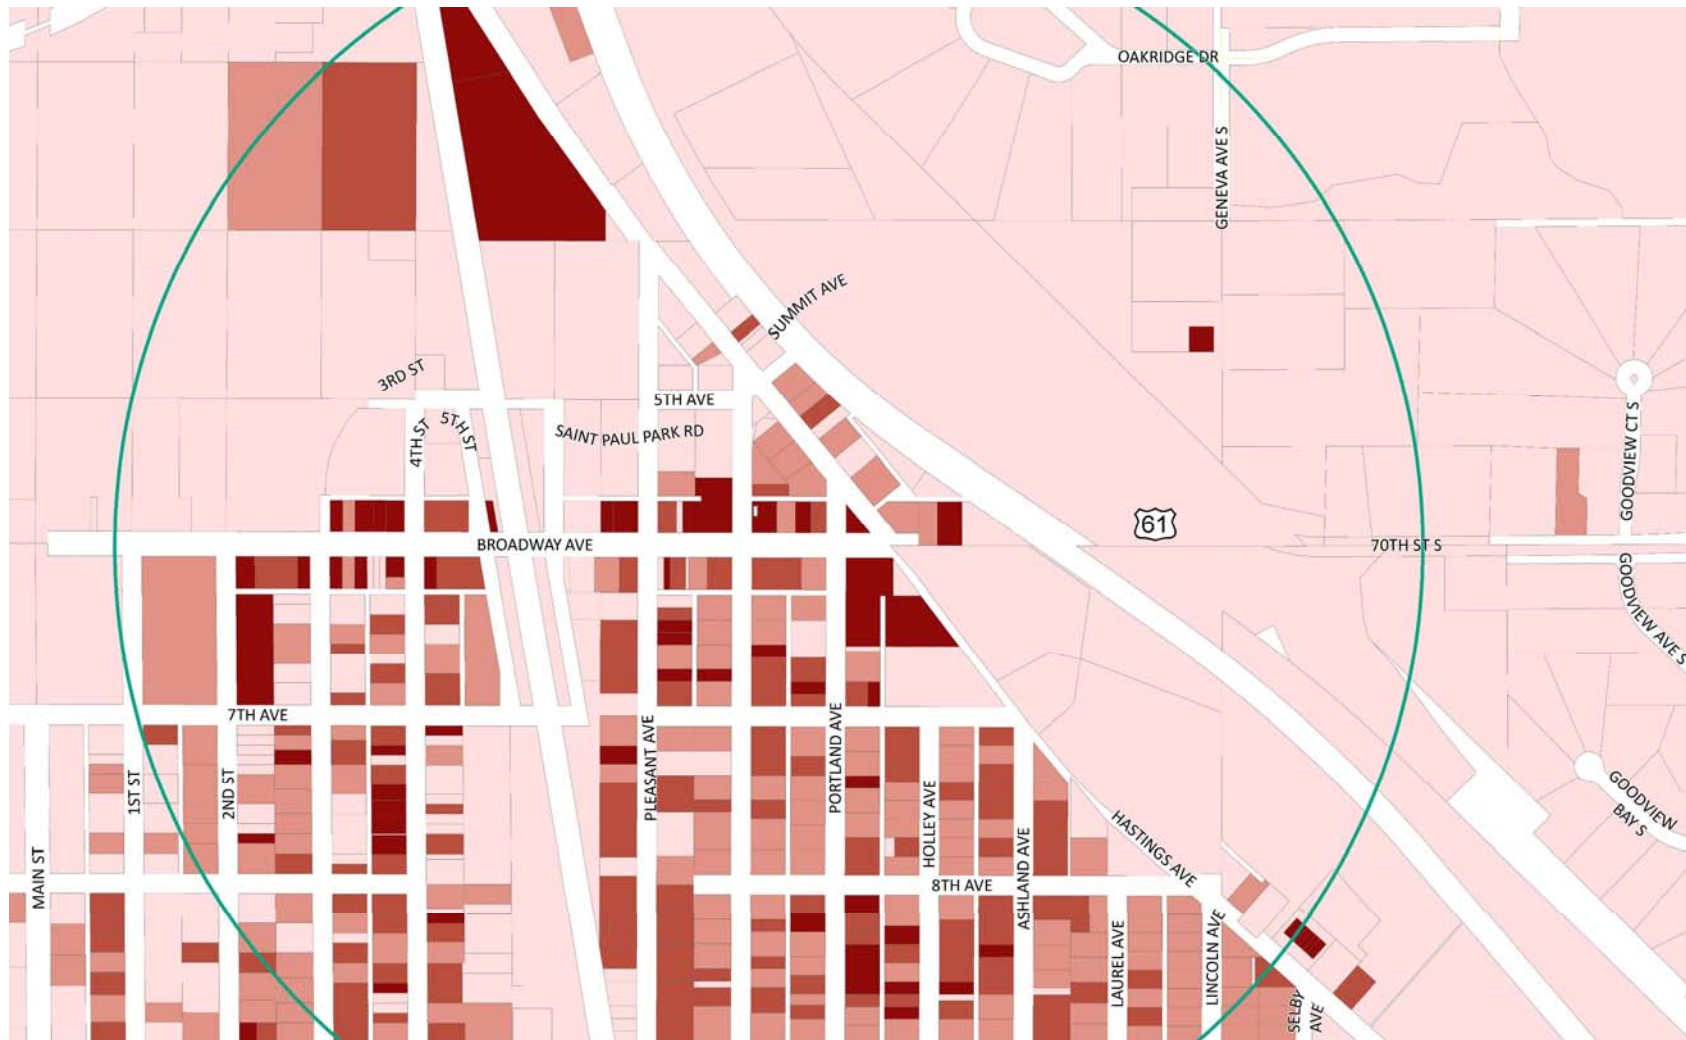 OAKRIDGE DR
GENEVA AVE S
SUMMIT AVE
3RD ST
5TH AVE
4TH ST
5TH ST
SAINT PAUL PARK RD
GOODVIEW CT S
61
BROADWAY AVE
70TH ST S
GOODVIEW AVE S
7TH AVE
PLEASANT AVE
PORTLAND AVE
1ST ST
2ND ST
HOLLEY AVE
GOODVIEW
BAY S
HASTINGS AVE
MAIN ST
ASHLAND AVE
8TH AVE
LAUREL AVE
LINCOLN AVE
SELBY
AVE